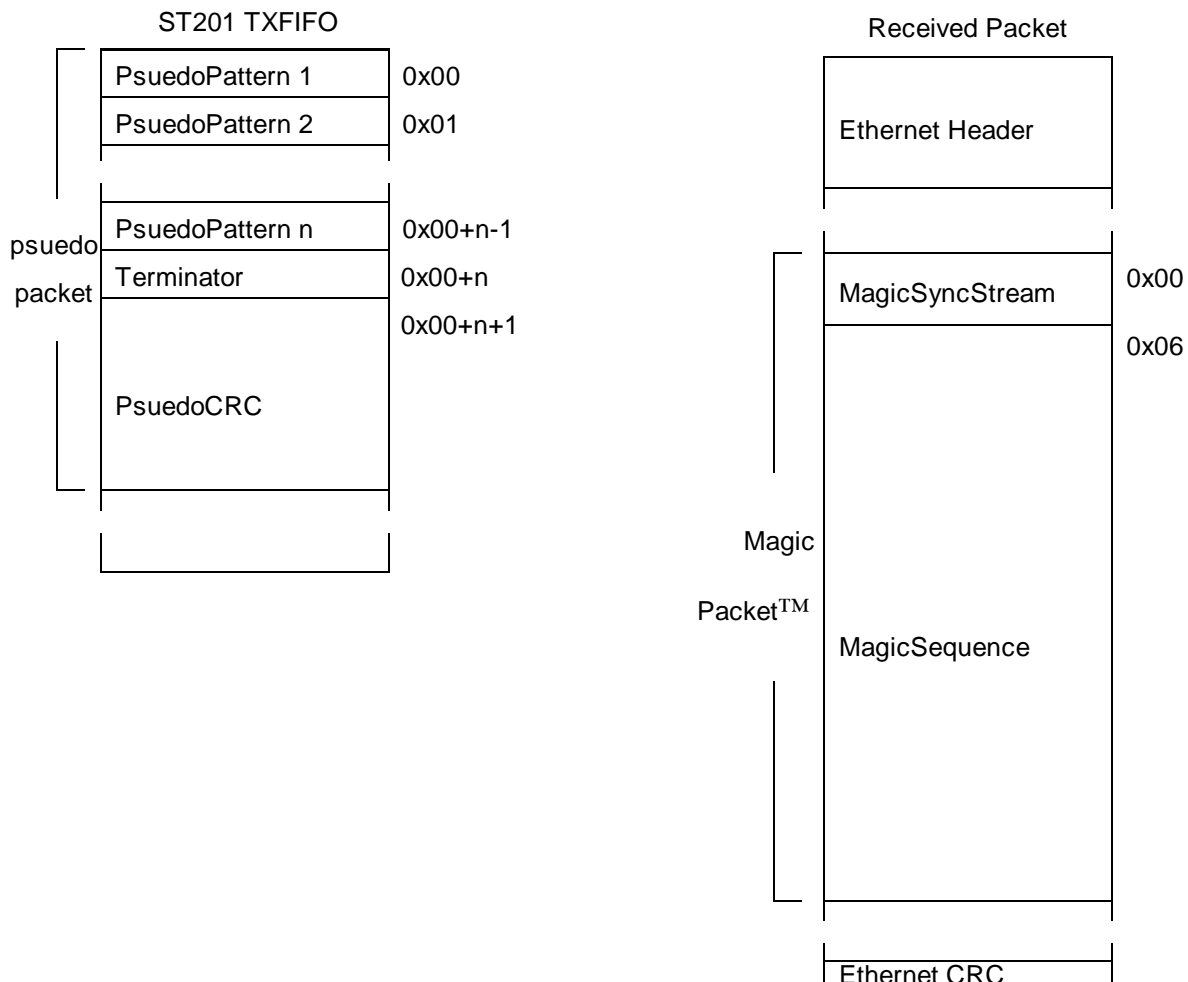 ST201 TXFIFO
PsuedoPattern 1
0x00
PsuedoPattern 2
0x01
PsuedoPattern n
0x00+n-1
psuedo
packet
Terminator
0x00+n
0x00+n+1
PsuedoCRC
Received Packet
Ethernet Header
MagicSyncStream
0x00
0x06
Magic
Packet™
MagicSequence
Ethernet CRC